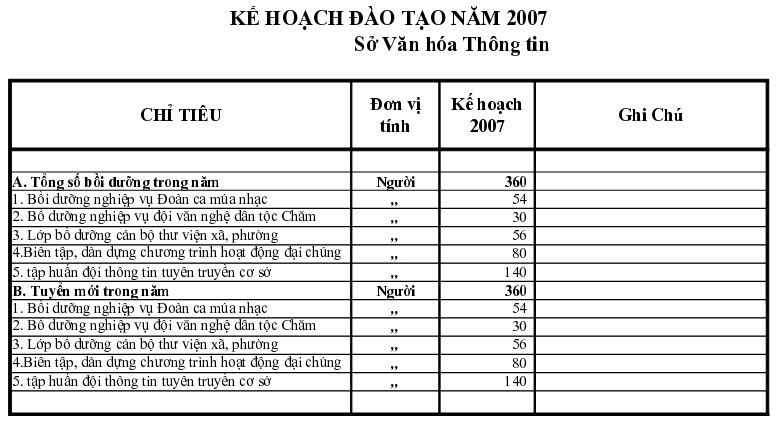 KẾ HOẠCH ĐÀO TẠO NĂM 2007
Sở Văn hóa Thông tin
CHỈ TIÊU Đơn vị tính Kế hoạch 2007 Ghi Chú
A. Tổng số bồi dưỡng trong năm Người 360
1. Bồi dưỡng nghiệp vụ Đoàn ca múa nhạc ,, 54
2. Bô dưỡng nghiệp vụ đội văn nghệ dân tộc Chăm ,, 30
3. Lớp bồ dưỡng cán bộ thư viện xã, phường ,, 56
4.Biên tập, dàn dựng chương trình hoạt động đại chúng ,, 80
5. tập huấn đội thông tin tuyên truyền cơ sở ,, 140
B. Tuyển mới trong năm Người 360
1. Bồi dưỡng nghiệp vụ Đoàn ca múa nhạc ,, 54
2. Bô dưỡng nghiệp vụ đội văn nghệ dân tộc Chăm ,, 30
3. Lớp bồ dưỡng cán bộ thư viện xã, phường ,, 56
4.Biên tập, dàn dựng chương trình hoạt động đại chúng ,, 80
5. tập huấn đội thông tin tuyên truyền cơ sở ,, 140